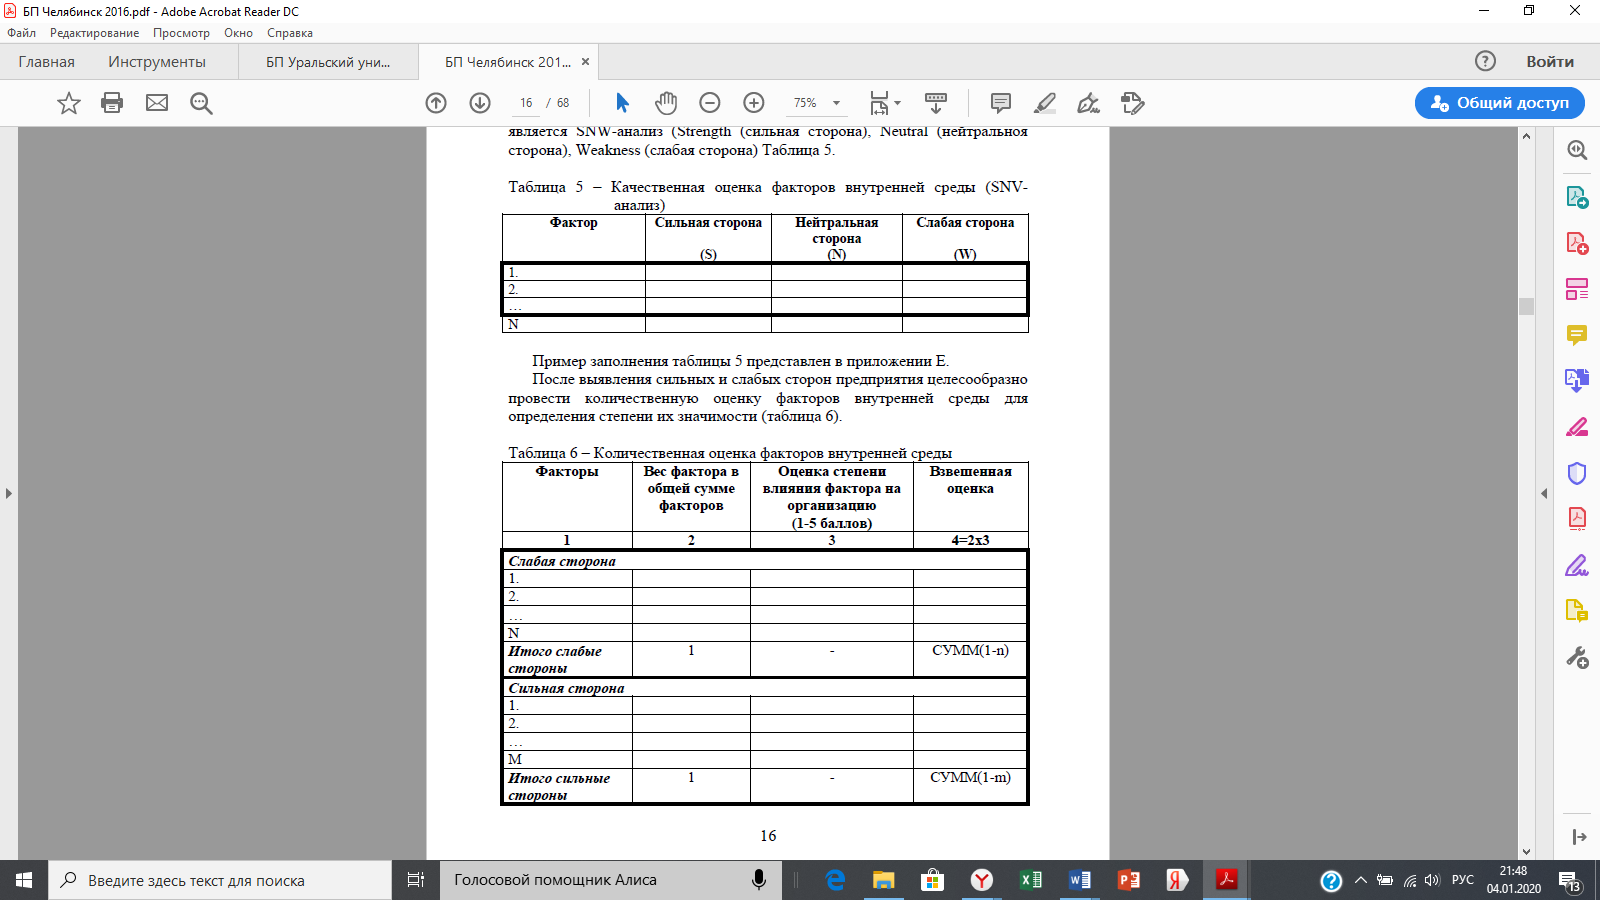 БП Челябинск 2016.pdf - Adobe Acrobat Reader DC
Файл Редактирование Просмотр Окно Справка
Главная Инструменты БП Уральский уни... БП Челябинск 201... ×
Войти
16 / 68 75% Общий доступ
является SNW-анализ (Strength (сильная сторона), Neutral (нейтральноя
сторона), Weakness (слабая сторона) Таблица 5.
Таблица 5 – Качественная оценка факторов внутренней среды (SNV-
анализ)
Фактор Сильная сторона (S) Нейтральная сторона (N) Слабая сторона (W)
1.
2.
…
N
Пример заполнения таблицы 5 представлен в приложении Е.
После выявления сильных и слабых сторон предприятия целесообразно
провести количественную оценку факторов внутренней среды для
определения степени их значимости (таблица 6).
Таблица 6 – Количественная оценка факторов внутренней среды
Факторы Вес фактора в общей сумме факторов Оценка степени влияния фактора на организацию (1-5 баллов) Взвешенная оценка
1 2 3 4=2х3
Слабая сторона
1.
2.
…
N
Итого слабые стороны 1 - СУММ(1-n)
Сильная сторона
1.
2.
…
М
Итого сильные стороны 1 - СУММ(1-m)
16
Введите здесь текст для поиска
Голосовой помощник Алиса
РУС
21:48
04.01.2020
13